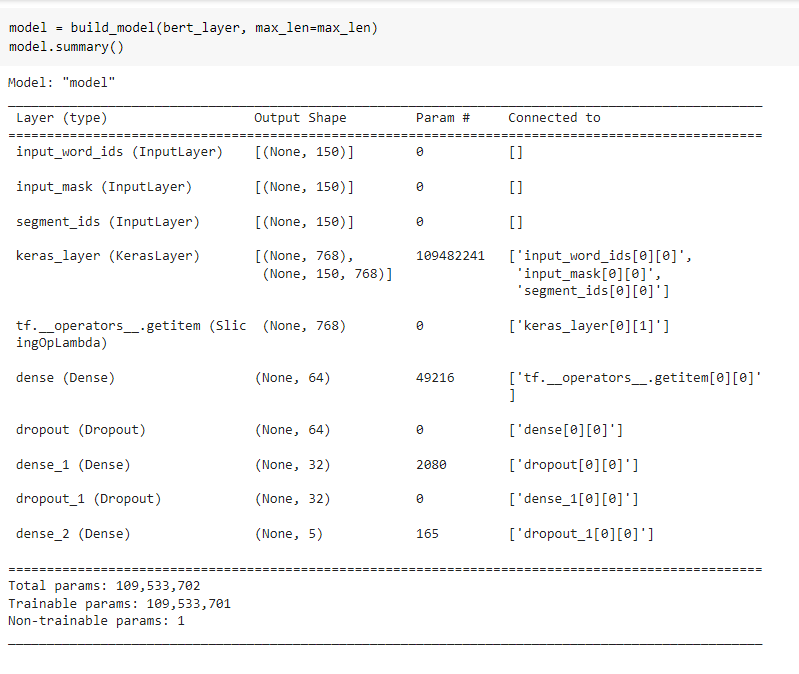 model = build_model(bert_layer, max_len=max_len)
model.summary()
Model: "model"
Layer (type) Output Shape Param # Connected to
input_word_ids (InputLayer) [(None, 150)] 0 []
input_mask (InputLayer) [(None, 150)] 0 []
segment_ids (InputLayer) [(None, 150)] 0 []
keras_layer (KerasLayer) [(None, 768), 109482241 ['input_word_ids[0][0]',
(None, 150, 768)] 'input_mask[0][0]',
'segment_ids[0][0]']
tf.__operators__.getitem (Slic (None, 768) 0 ['keras_layer[0][1]']
ingOpLambda)
dense (Dense) (None, 64) 49216 ['tf.__operators__.getitem[0][0]'
]
dropout (Dropout) (None, 64) 0 ['dense[0][0]']
dense_1 (Dense) (None, 32) 2080 ['dropout[0][0]']
dropout_1 (Dropout) (None, 32) 0 ['dense_1[0][0]']
dense_2 (Dense) (None, 5) 165 ['dropout_1[0][0]']
Total params: 109,533,702
Trainable params: 109,533,701
Non-trainable params: 1